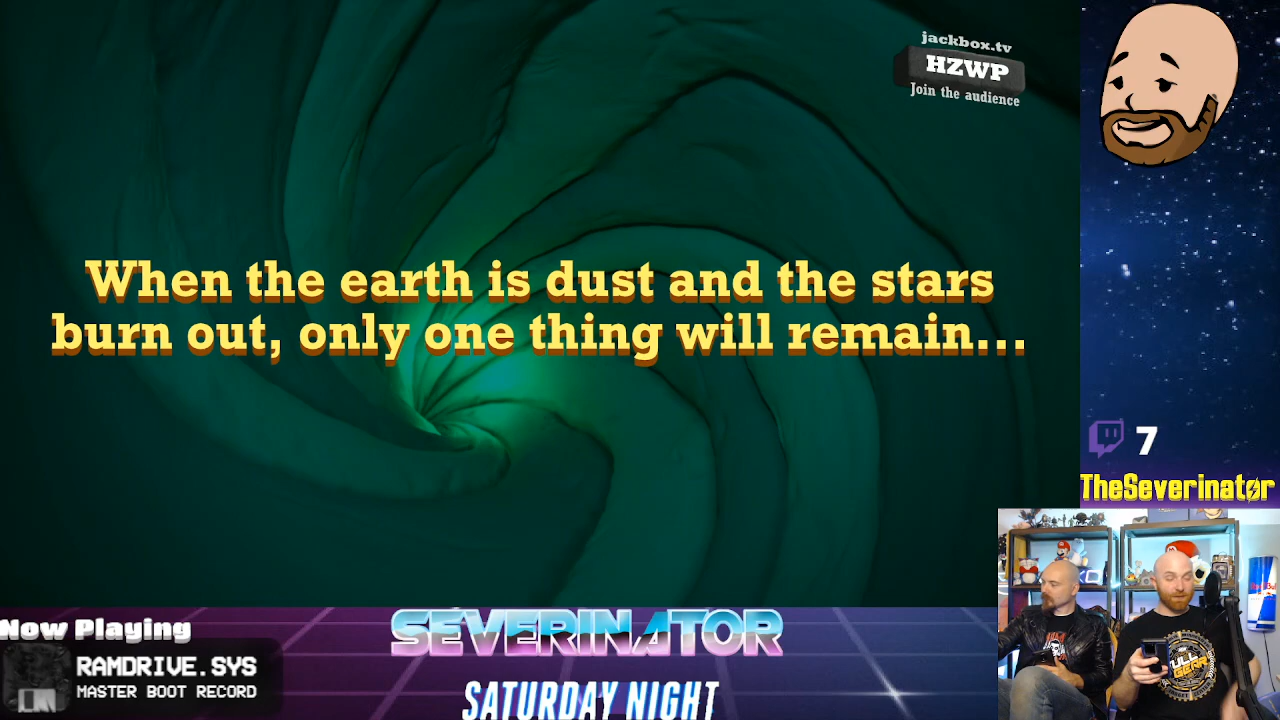 jackbox.tv
HZWP
Join the audience
When the earth is dust and the stars
burn out, only one thing will remain...
7
TheSeverinatør
Now Playing
RAMDRIVE.SYS
MASTER BOOT RECORD
SEVERINATOR
SATURDAY NIGHT